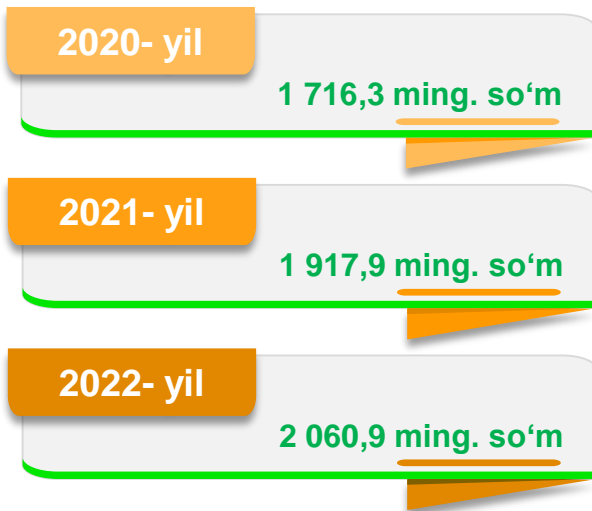 2020- yil
1 716,3 ming. so‘m
2021- yil
1 917,9 ming. so‘m
2022- yil
2 060,9 ming. so‘m